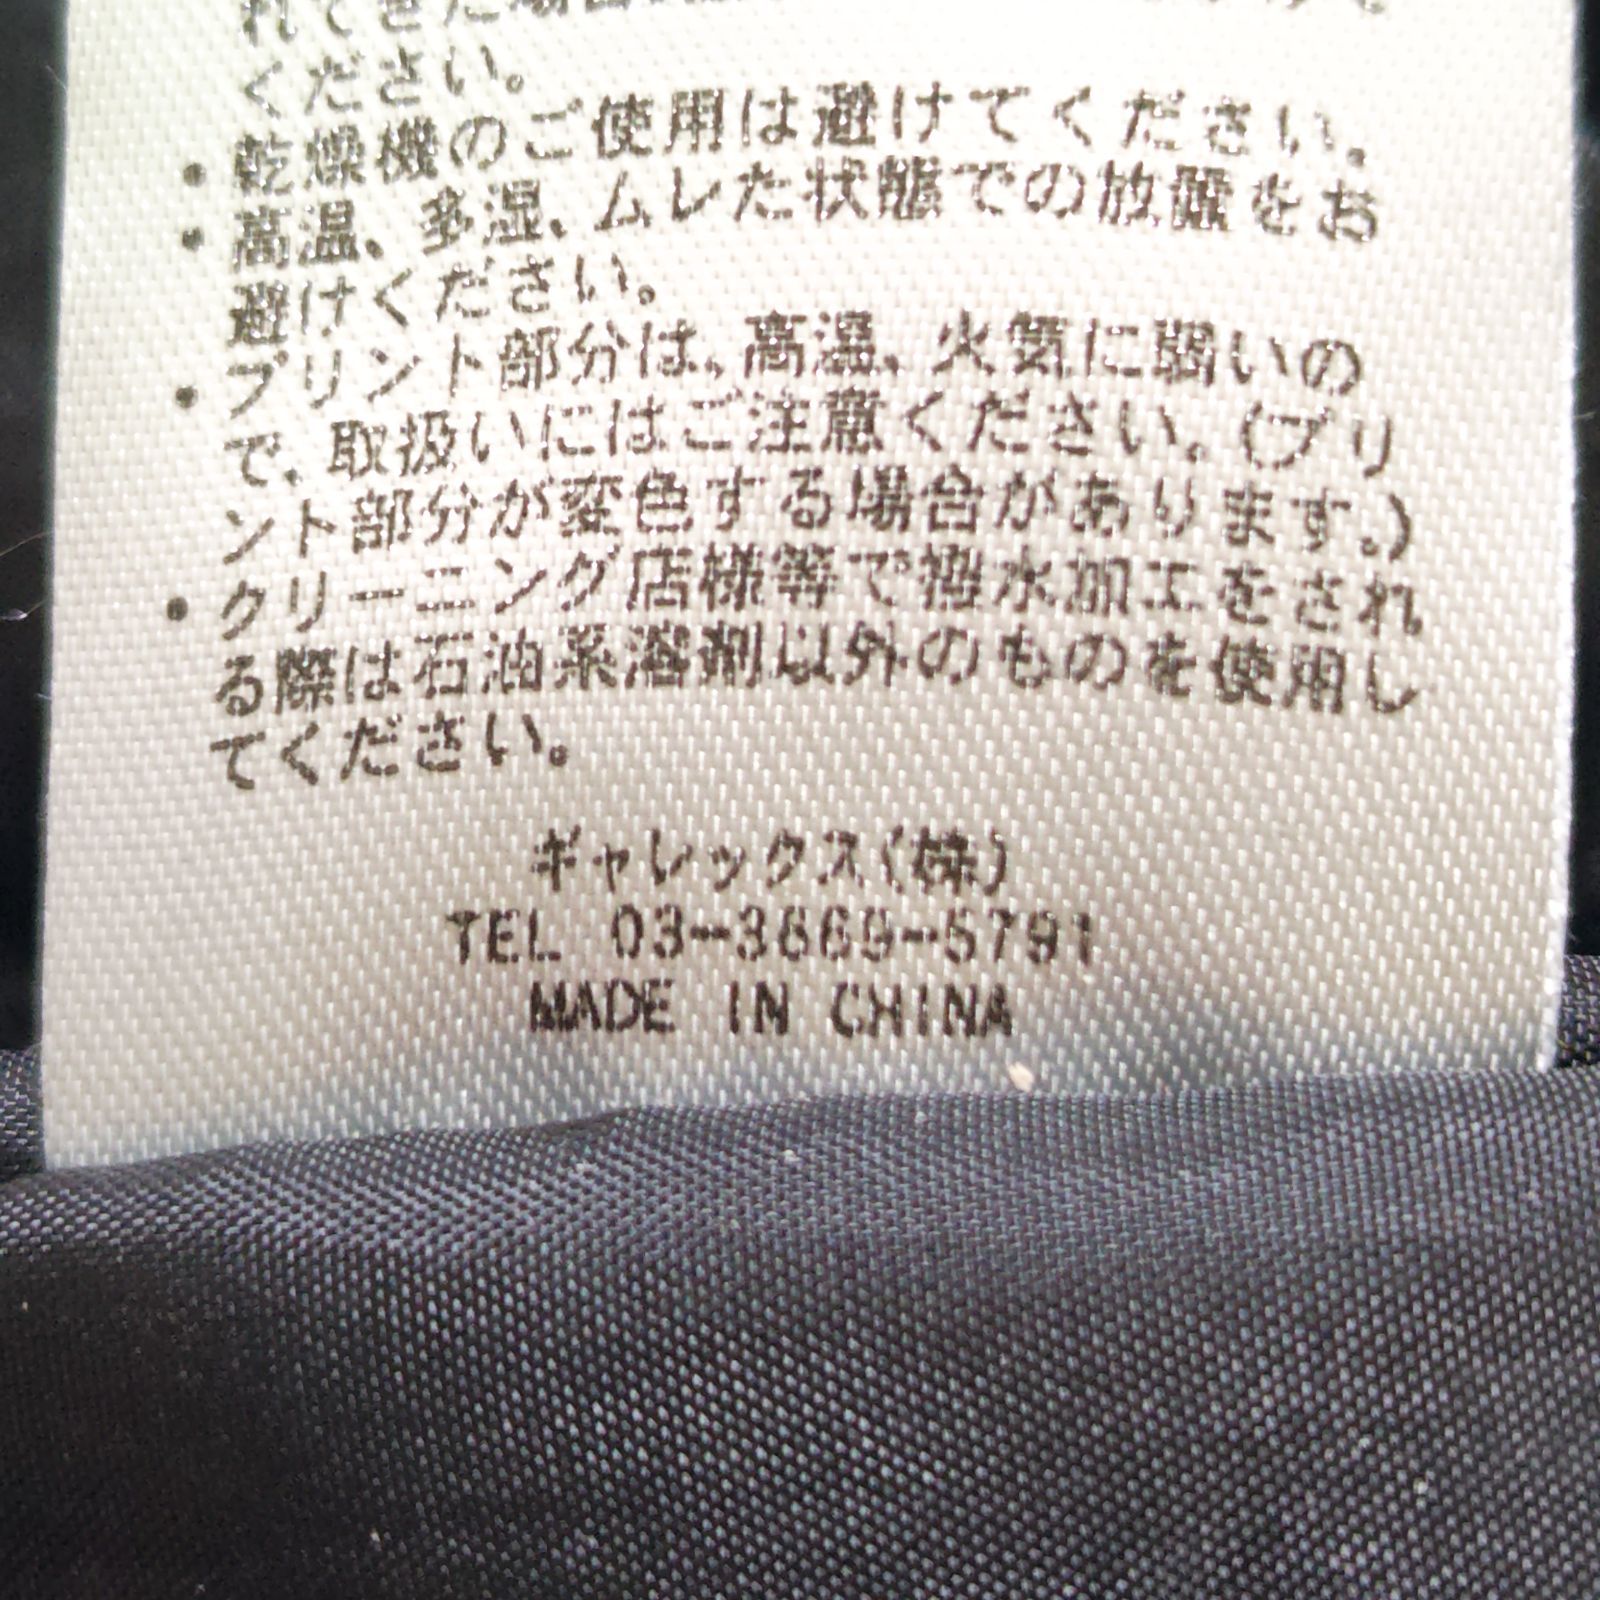 れてきた場合
ください。
・乾燥機のご使用は避けてください。
・高温、多湿、ムレた状態での放置をお
避けください。
・プリント部分は、高温、火気に弱いの
で、取扱いにはご注意ください。(プリ
ント部分が変色する場合があります。)
・クリーニング店様等で撥水加工をされ
る際は石油系溶剤以外のものを使用し
てください。
ギャレックス(株)
TEL 03-3669-5791
MADE IN CHINA